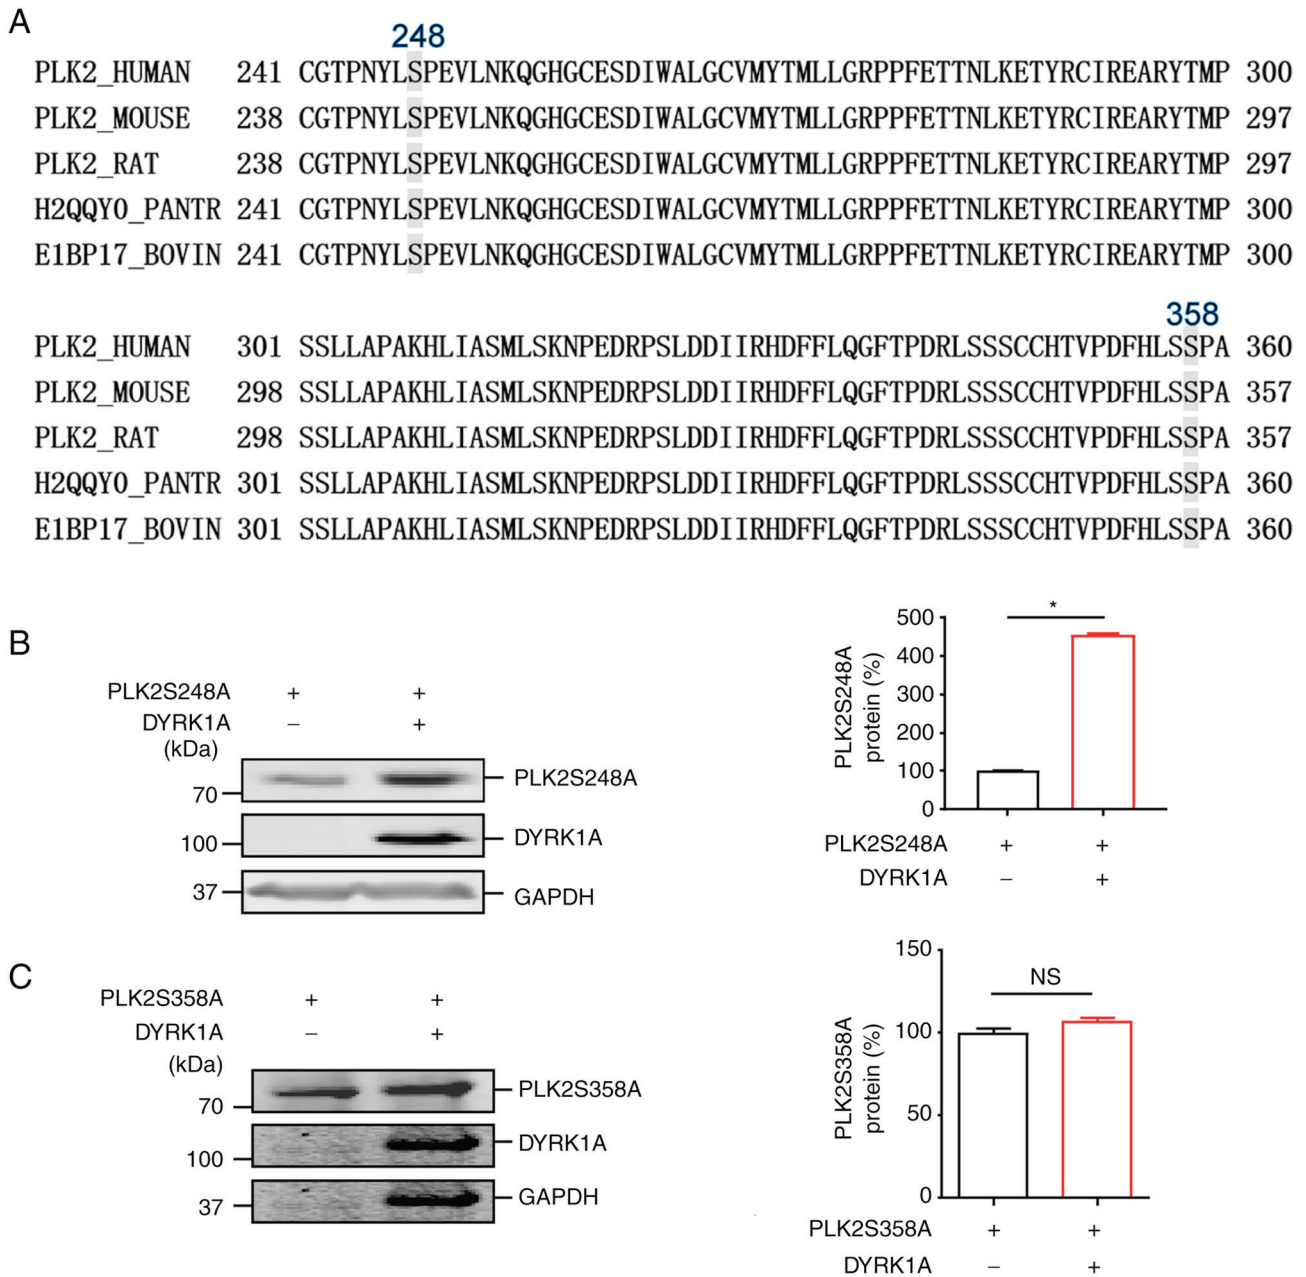 A
248
PLK2_HUMAN 241 CGTPNYLSPEVLNKQGHGCESDIWALGCVMYTMLLGRPPFETTNLKETYRCIREARYTMP 300
PLK2_MOUSE 238 CGTPNYLSPEVLNKQGHGCESDIWALGCVMYTMLLGRPPFETTNLKETYRCIREARYTMP 297
PLK2_RAT 238 CGTPNYLSPEVLNKQGHGCESDIWALGCVMYTMLLGRPPFETTNLKETYRCIREARYTMP 297
H2QQY0_PANTR 241 CGTPNYLSPEVLNKQGHGCESDIWALGCVMYTMLLGRPPFETTNLKETYRCIREARYTMP 300
E1BP17_BOVIN 241 CGTPNYLSPEVLNKQGHGCESDIWALGCVMYTMLLGRPPFETTNLKETYRCIREARYTMP 300
358
PLK2_HUMAN 301 SSLLAPAKHLIASMLSKNPEDRPSLDDIIRHDFFLQGFTPDRLSSSCCHTVPDFHLSSPA 360
PLK2_MOUSE 298 SSLLAPAKHLIASMLSKNPEDRPSLDDIIRHDFFLQGFTPDRLSSSCCHTVPDFHLSSPA 357
PLK2_RAT 298 SSLLAPAKHLIASMLSKNPEDRPSLDDIIRHDFFLQGFTPDRLSSSCCHTVPDFHLSSPA 357
H2QQY0_PANTR 301 SSLLAPAKHLIASMLSKNPEDRPSLDDIIRHDFFLQGFTPDRLSSSCCHTVPDFHLSSPA 360
E1BP17_BOVIN 301 SSLLAPAKHLIASMLSKNPEDRPSLDDIIRHDFFLQGFTPDRLSSSCCHTVPDFHLSSPA 360
B
PLK2S248A + +
DYRK1A − +
(kDa)
70 PLK2S248A
100 DYRK1A
37 GAPDH
PLK2S248A
protein (%)
500
400
300
200
100
0
*
PLK2S248A + +
DYRK1A − +
C
PLK2S358A + +
DYRK1A − +
(kDa)
70 PLK2S358A
100 DYRK1A
37 GAPDH
PLK2S358A
protein (%)
150
100
50
0
NS
PLK2S358A + +
DYRK1A − +